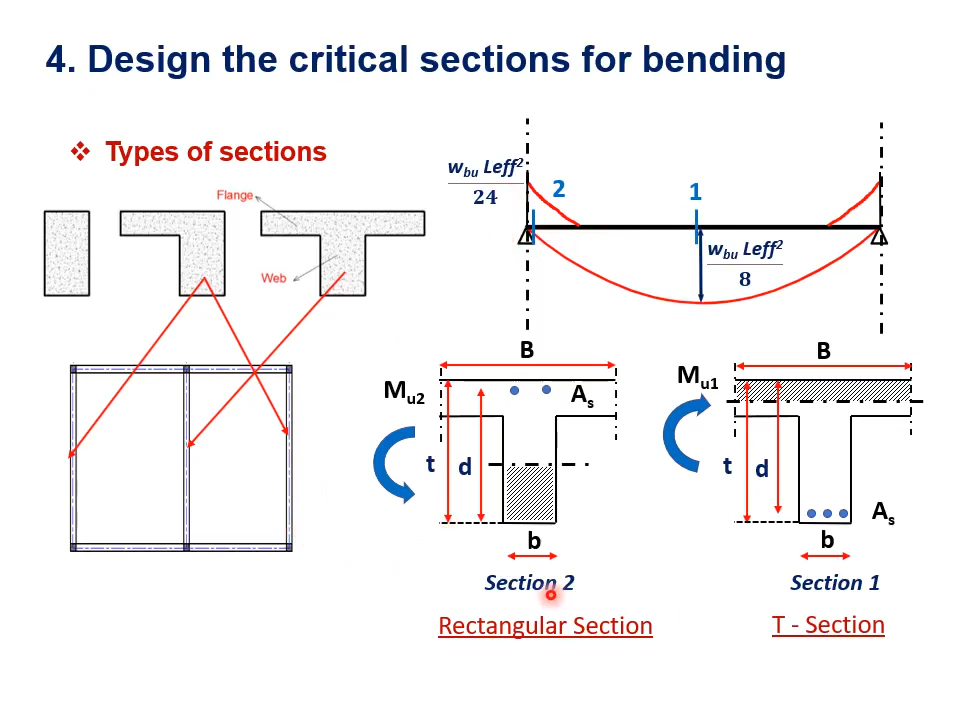 4. Design the critical sections for bending
❖ Types of sections
Flange
Web
w_bu Leff²
24
2
1
w_bu Leff²
8
B
M_u2
A_s
t
d
b
Section 2
Rectangular Section
B
M_u1
t
d
A_s
b
Section 1
T - Section